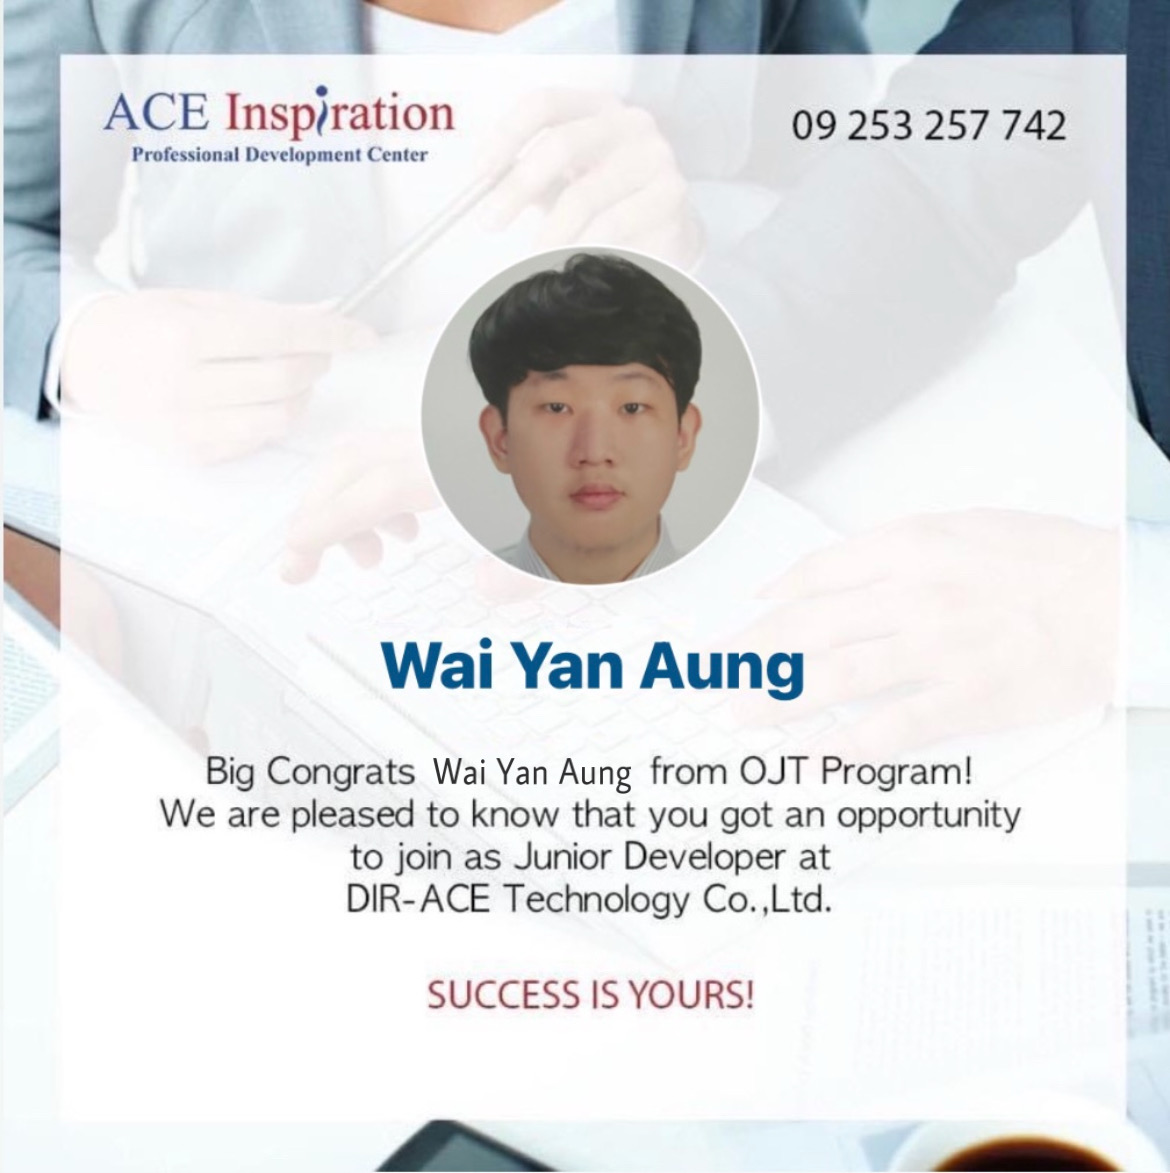 ACE Inspiration
Professional Development Center
09 253 257 742
Wai Yan Aung
Big Congrats Wai Yan Aung from OJT Program!
We are pleased to know that you got an opportunity
to join as Junior Developer at
DIR-ACE Technology Co.,Ltd.
SUCCESS IS YOURS!